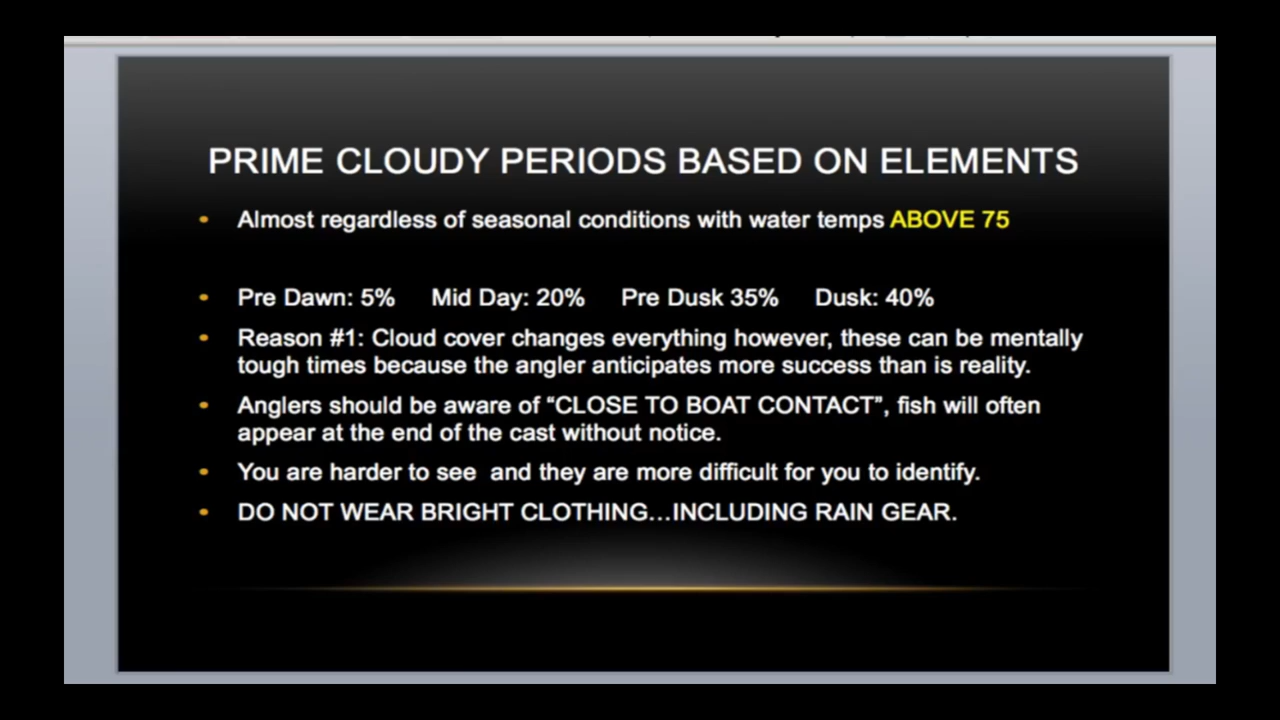 PRIME CLOUDY PERIODS BASED ON ELEMENTS
• Almost regardless of seasonal conditions with water temps ABOVE 75
• Pre Dawn: 5% Mid Day: 20% Pre Dusk 35% Dusk: 40%
• Reason #1: Cloud cover changes everything however, these can be mentally
tough times because the angler anticipates more success than is reality.
• Anglers should be aware of “CLOSE TO BOAT CONTACT”, fish will often
appear at the end of the cast without notice.
• You are harder to see and they are more difficult for you to identify.
• DO NOT WEAR BRIGHT CLOTHING…INCLUDING RAIN GEAR.